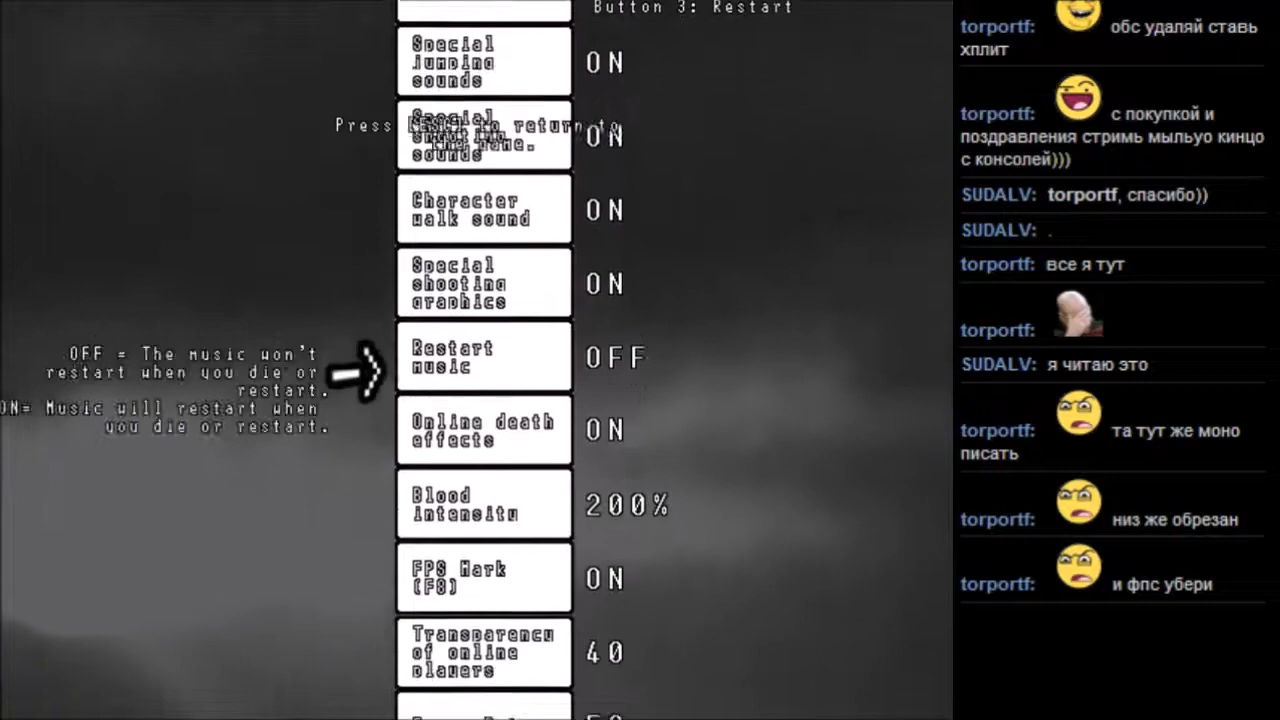 Button 3: Restart
Special
jumping
sounds
ON
Press [ESC] to return to
the game.
Special
shooting
sounds
ON
Character
walk sound
ON
Special
shooting
graphics
ON
OFF = The music won't
restart when you die or
restart.
ON= Music will restart when
you die or restart.
Restart
music
OFF
Online death
effects
ON
Blood
intensity
200%
FPS Mark
(F8)
ON
Transparency
of online
players
40
torportf: обс удаляй ставь
хплит
torportf: с покупкой и
поздравления стримь мыльуо кинцо
с консолей)))
SUDALV: torportf, спасибо))
SUDALV: .
torportf: все я тут
torportf:
SUDALV: я читаю это
torportf: та тут же моно
писать
torportf: низ же обрезан
torportf: и фпс убери